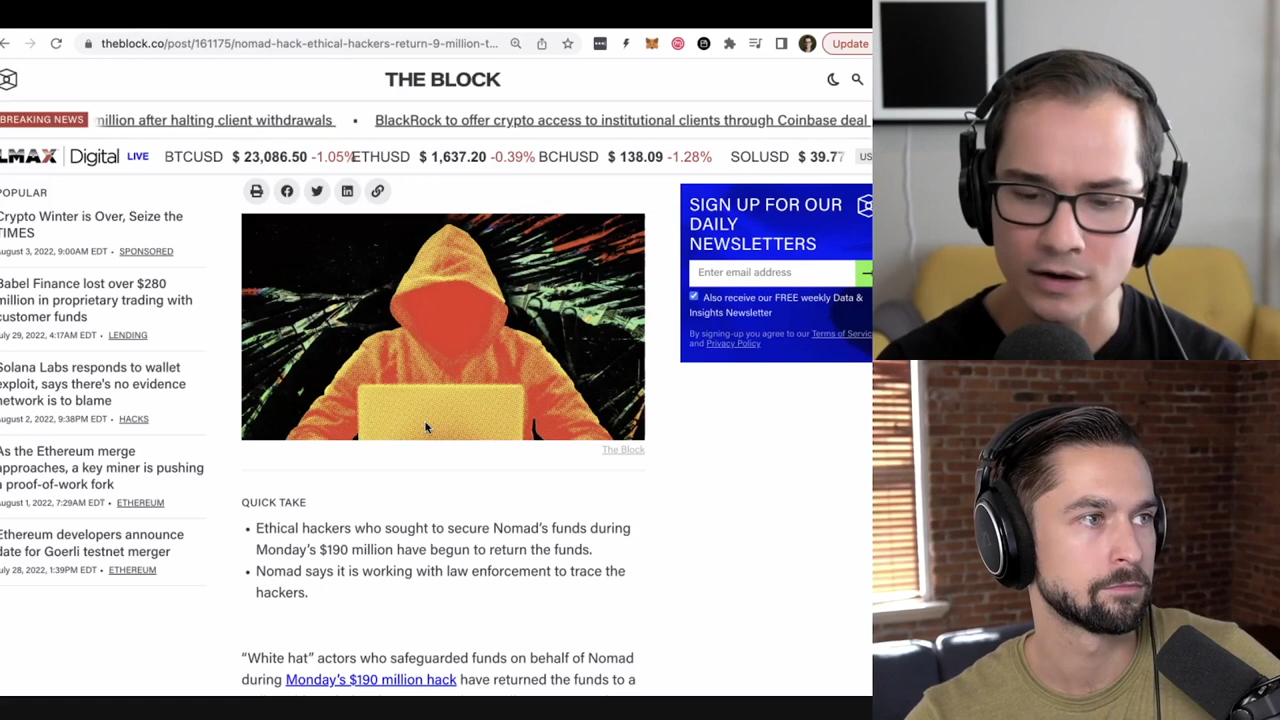 theblock.co/post/161175/nomad-hack-ethical-hackers-return-9-million-t...
Update
THE BLOCK
BREAKING NEWS
million after halting client withdrawals
•
BlackRock to offer crypto access to institutional clients through Coinbase deal
LMAX Digital LIVE
BTCUSD $ 23,086.50 -1.05%
ETHUSD $ 1,637.20 -0.39%
BCHUSD $ 138.09 -1.28%
SOLUSD $ 39.77
US
POPULAR
Crypto Winter is Over, Seize the
TIMES
August 3, 2022, 9:00AM EDT • SPONSORED
Babel Finance lost over $280
million in proprietary trading with
customer funds
July 29, 2022, 4:17AM EDT • LENDING
Solana Labs responds to wallet
exploit, says there's no evidence
network is to blame
August 2, 2022, 9:38PM EDT • HACKS
As the Ethereum merge
approaches, a key miner is pushing
a proof-of-work fork
August 1, 2022, 7:29AM EDT • ETHEREUM
Ethereum developers announce
date for Goerli testnet merger
July 28, 2022, 1:39PM EDT • ETHEREUM
The Block
QUICK TAKE
• Ethical hackers who sought to secure Nomad's funds during
Monday's $190 million have begun to return the funds.
• Nomad says it is working with law enforcement to trace the
hackers.
“White hat” actors who safeguarded funds on behalf of Nomad
during Monday's $190 million hack have returned the funds to a
SIGN UP FOR OUR
DAILY
NEWSLETTERS
Enter email address
Also receive our FREE weekly Data &
Insights Newsletter
By signing-up you agree to our Terms of Servic
and Privacy Policy